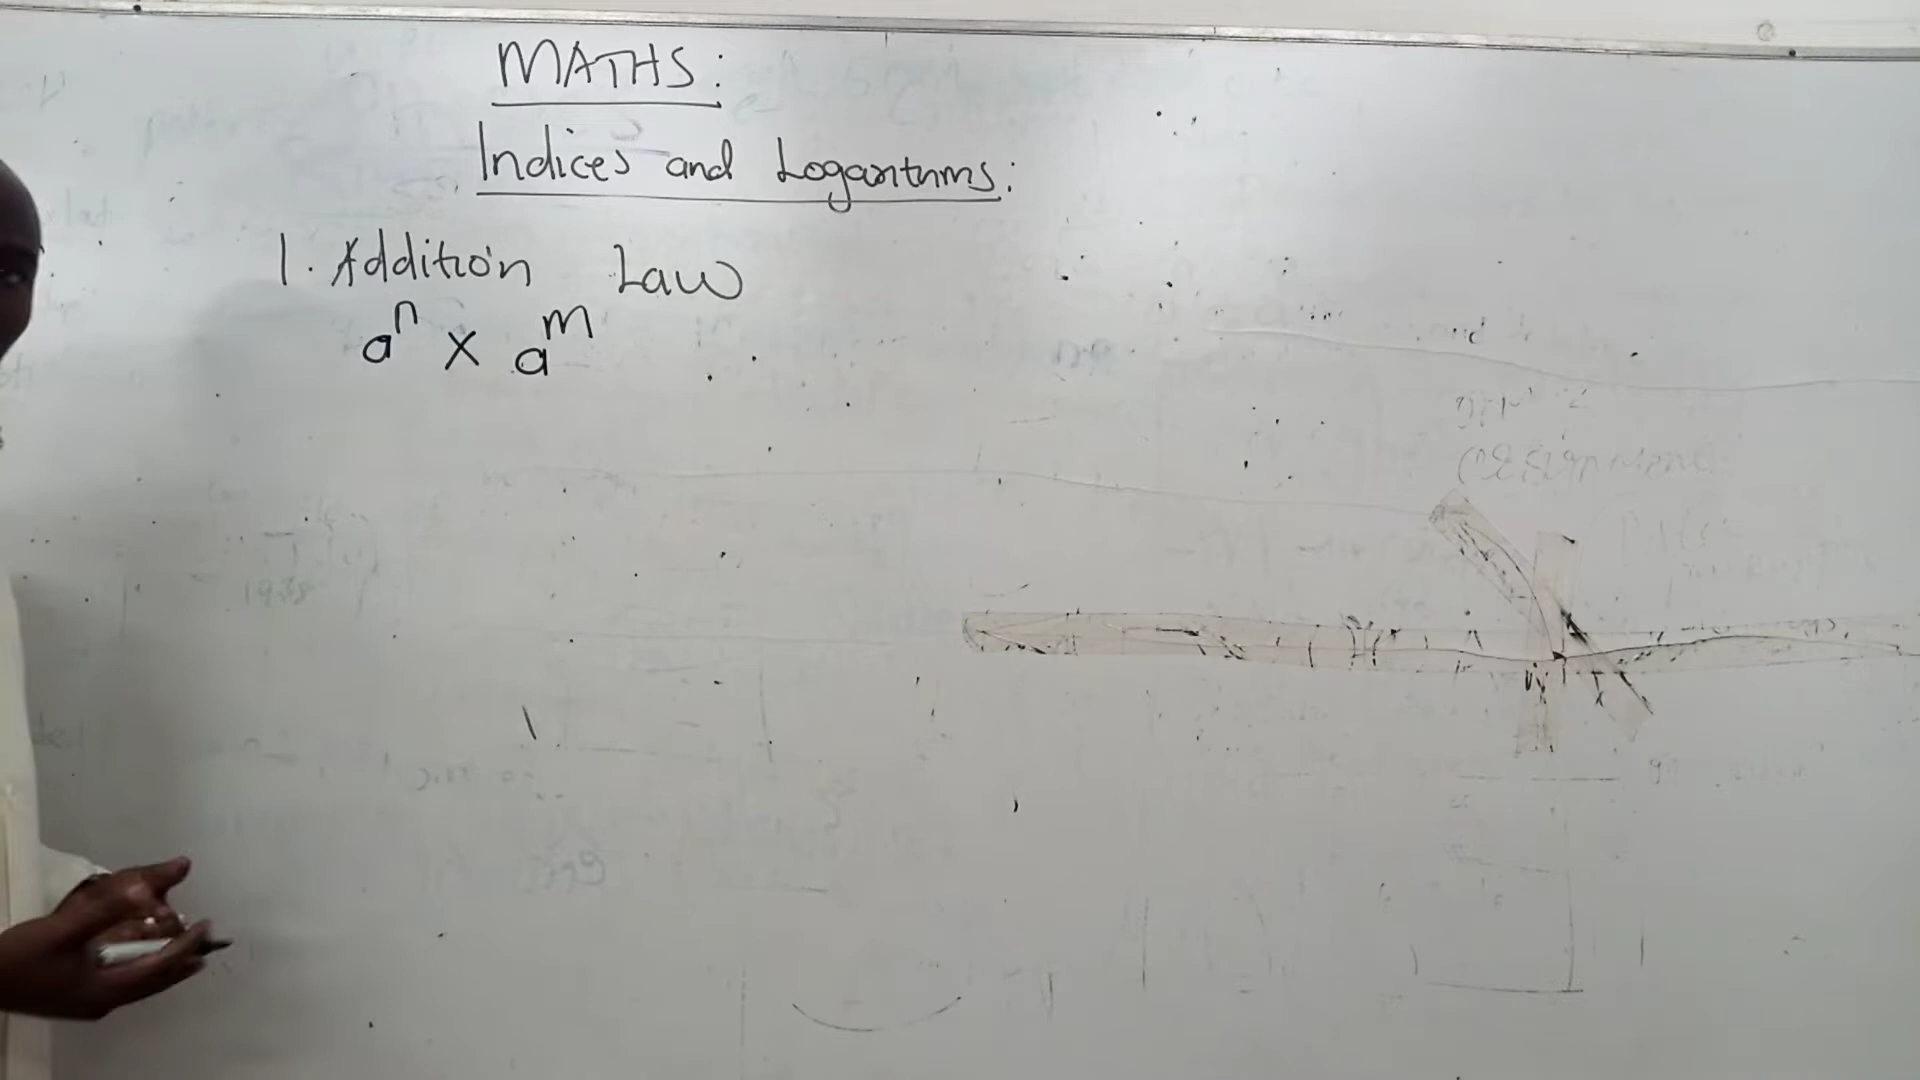 MATHS:
Indices and Logarithms:
1. Addition Law
aⁿ × aᵐ